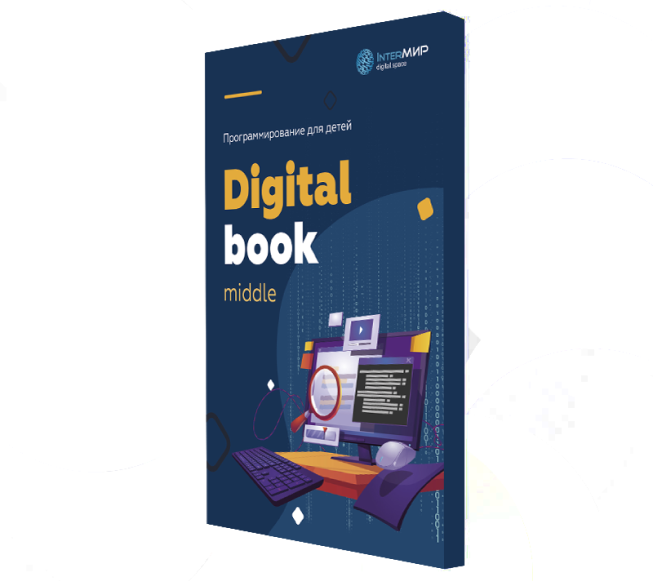 InterМИР
digital space
Программирование для детей
Digital
book
middle